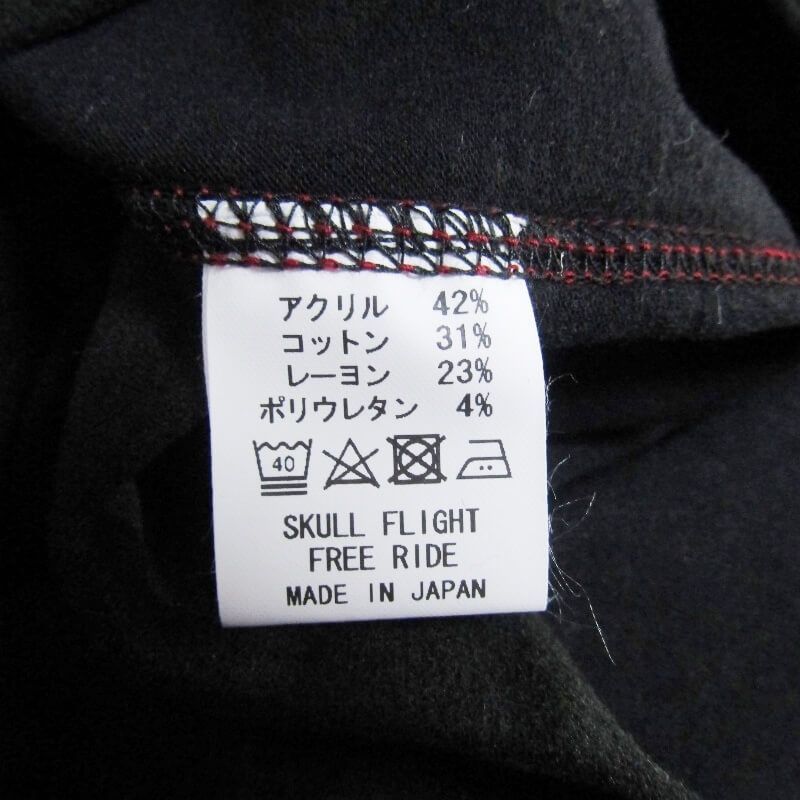 アクリル 42%
コットン 31%
レーヨン 23%
ポリウレタン 4%
40
SKULL FLIGHT
FREE RIDE
MADE IN JAPAN